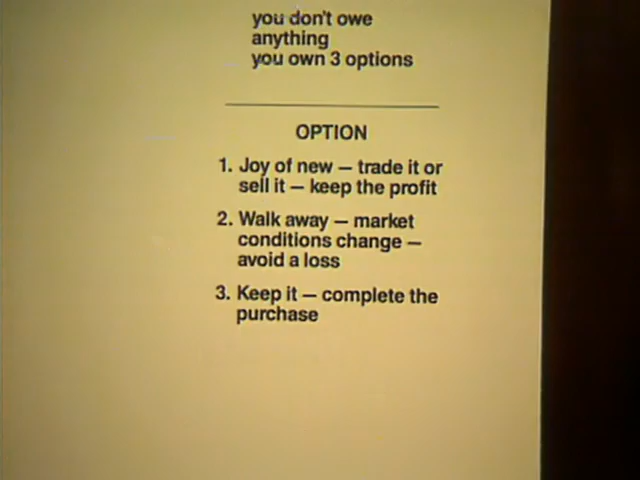 you don't owe
anything
you own 3 options
OPTION
1. Joy of new — trade it or
sell it — keep the profit
2. Walk away — market
conditions change —
avoid a loss
3. Keep it — complete the
purchase